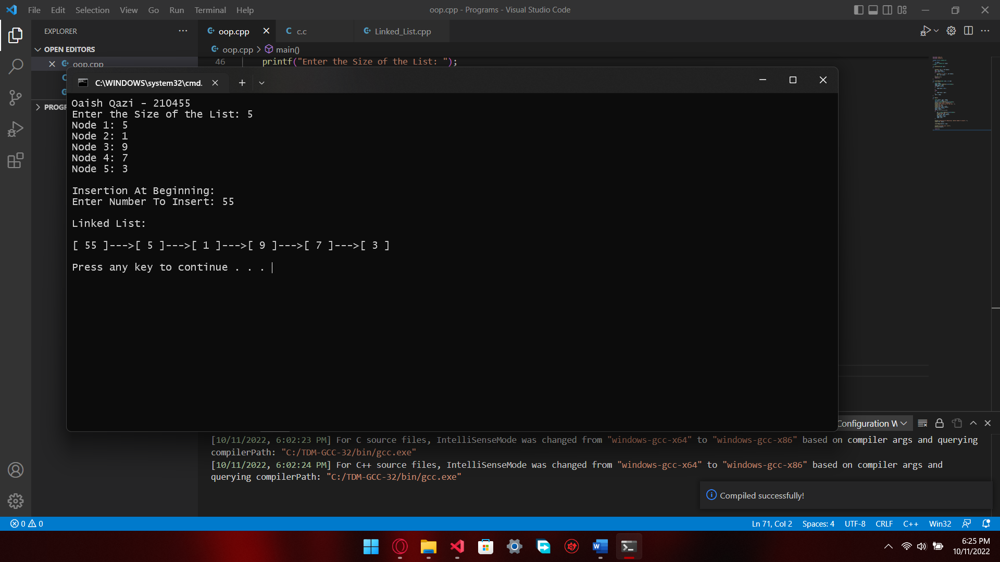 File Edit Selection View Go Run Terminal Help
oop.cpp - Programs - Visual Studio Code
EXPLORER
oop.cpp
c.c
Linked_List.cpp
OPEN EDITORS
oop.cpp > main()
oop.cpp
46 printf("Enter the Size of the List: ");
C:\WINDOWS\system32\cmd.
Oaish Qazi - 210455
Enter the Size of the List: 5
Node 1: 5
Node 2: 1
Node 3: 9
Node 4: 7
Node 5: 3
Insertion At Beginning:
Enter Number To Insert: 55
Linked List:
[ 55 ]--->[ 5 ]--->[ 1 ]--->[ 9 ]--->[ 7 ]--->[ 3 ]
Press any key to continue . . .
Configuration W
[10/11/2022, 6:02:23 PM] For C source files, IntelliSenseMode was changed from "windows-gcc-x64" to "windows-gcc-x86" based on compiler args and querying
compilerPath: "C:/TDM-GCC-32/bin/gcc.exe"
[10/11/2022, 6:02:24 PM] For C++ source files, IntelliSenseMode was changed from "windows-gcc-x64" to "windows-gcc-x86" based on compiler args and
querying compilerPath: "C:/TDM-GCC-32/bin/gcc.exe"
Compiled successfully!
0 0
Ln 71, Col 2 Spaces: 4 UTF-8 CRLF C++ Win32
6:25 PM
10/11/2022